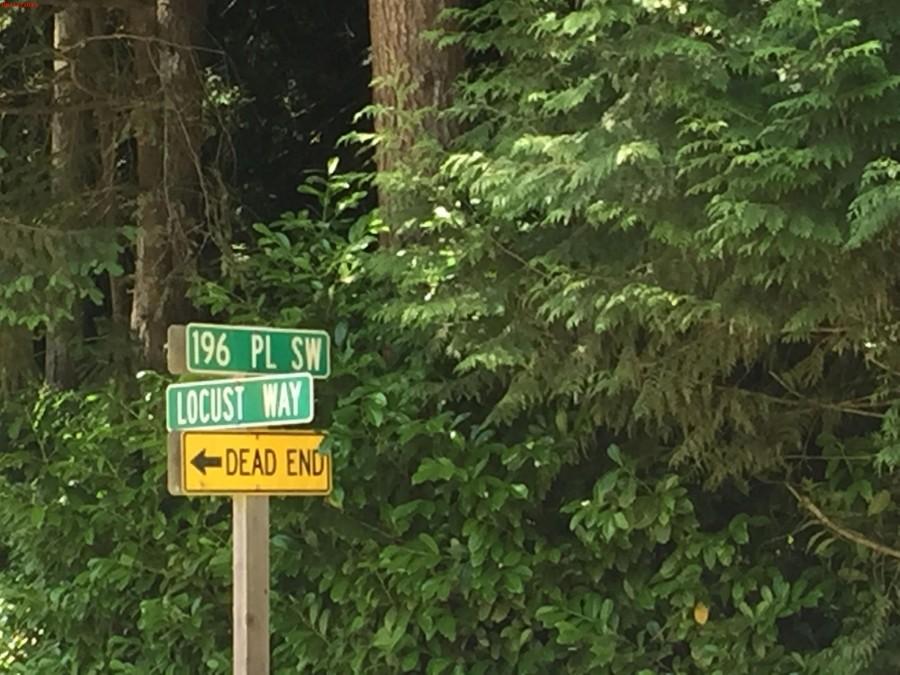 196 PL SW
LOCUST WAY
DEAD END